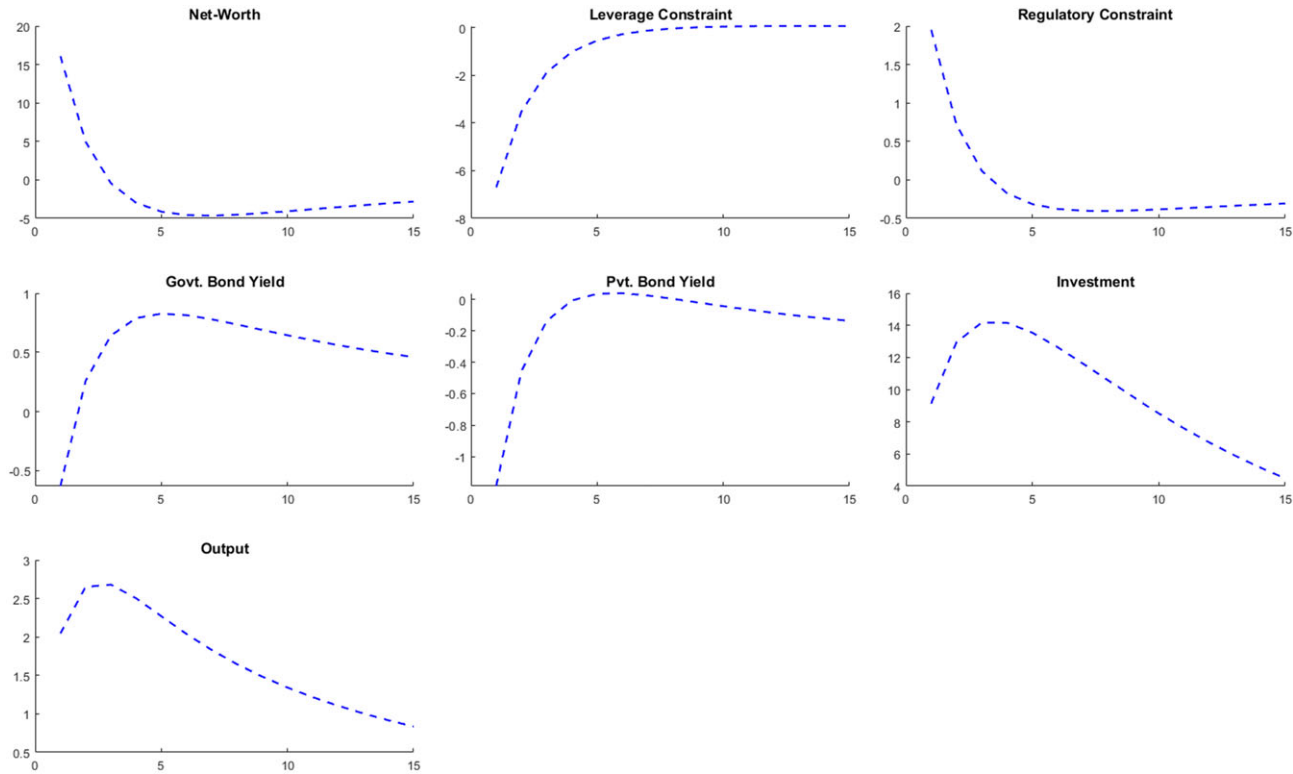 Net-Worth
20
15
10
5
0
-5
0 5 10 15
Leverage Constraint
0
-2
-4
-6
-8
0 5 10 15
Regulatory Constraint
2
1.5
1
0.5
0
-0.5
0 5 10 15
Govt. Bond Yield
1
0.5
0
-0.5
0 5 10 15
Pvt. Bond Yield
0
-0.2
-0.4
-0.6
-0.8
-1
0 5 10 15
Investment
16
14
12
10
8
6
4
0 5 10 15
Output
3
2.5
2
1.5
1
0.5
0 5 10 15